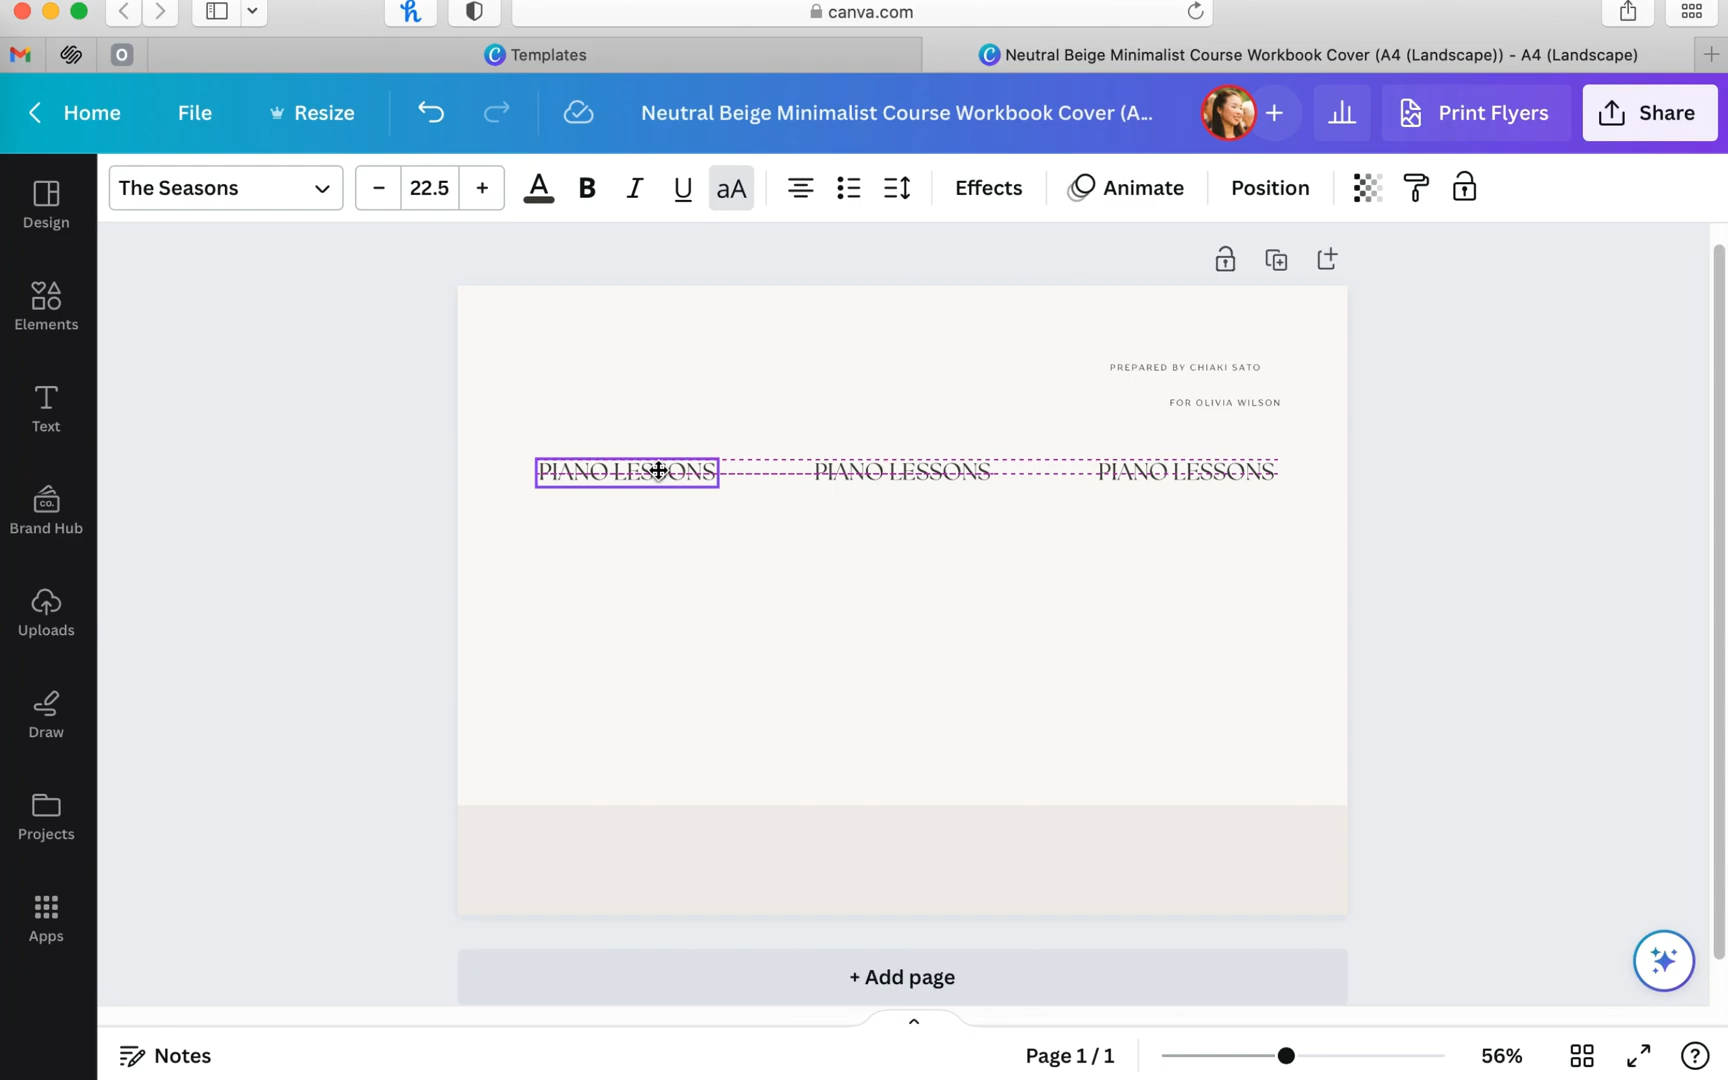 canva.com
Templates
Neutral Beige Minimalist Course Workbook Cover (A4 (Landscape)) - A4 (Landscape)
Home
File
Resize
Neutral Beige Minimalist Course Workbook Cover (A...
Print Flyers
Share
The Seasons
22.5
B
I
U
aA
Effects
Animate
Position
Design
Elements
Text
Brand Hub
Uploads
Draw
Projects
Apps
PREPARED BY CHIAKI SATO
FOR OLIVIA WILSON
PIANO LESSONS PIANO LESSONS PIANO LESSONS
+ Add page
Notes
Page 1 / 1
56%